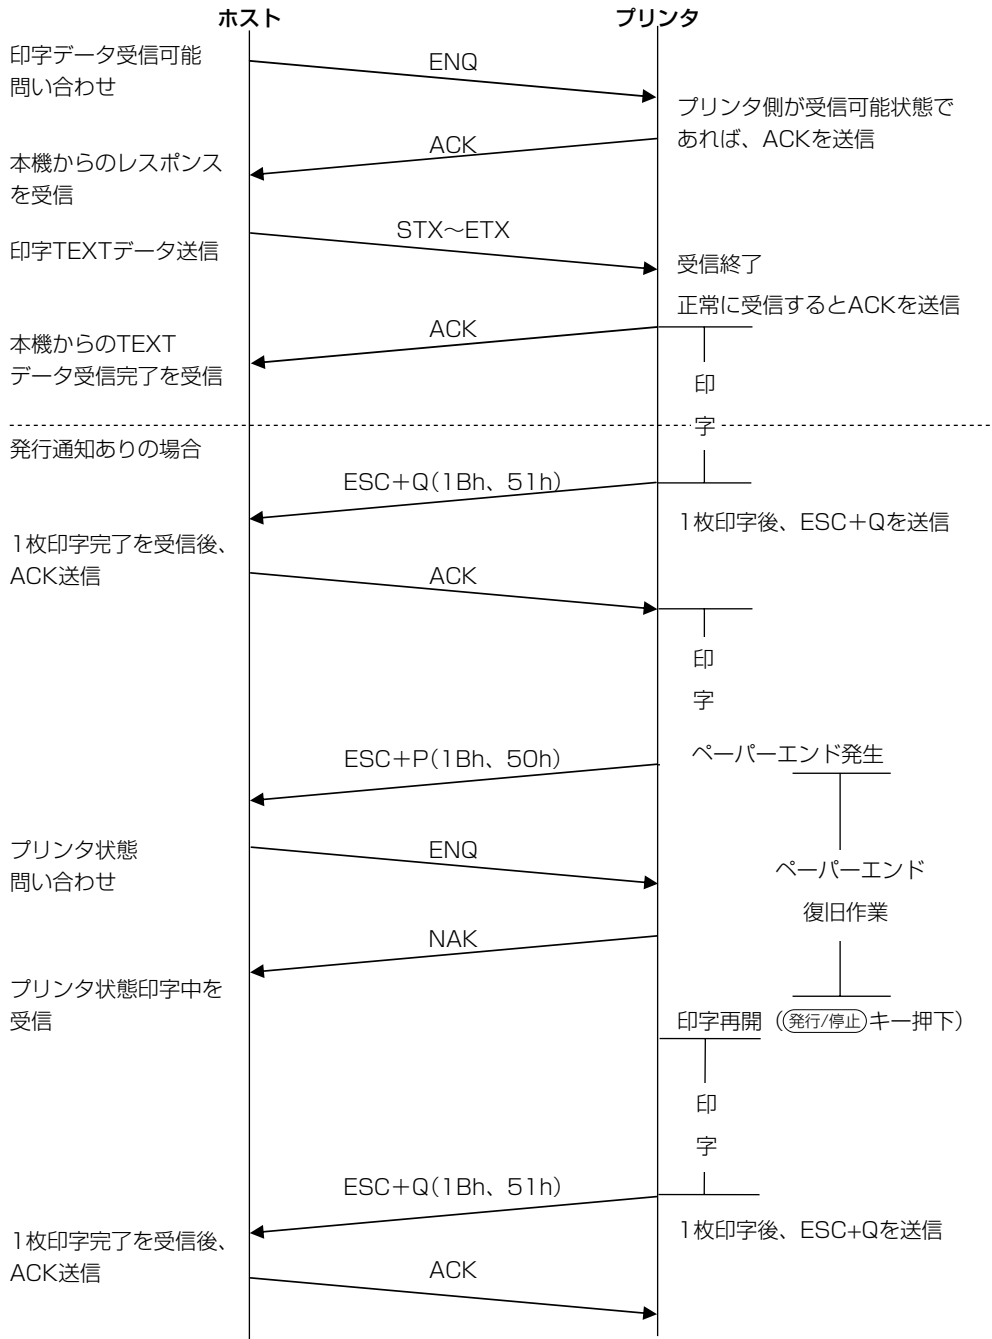 ホスト
プリンタ
印字データ受信可能
問い合わせ
ENQ
プリンタ側が受信可能状態で
あれば、ACKを送信
ACK
本機からのレスポンス
を受信
STX～ETX
印字TEXTデータ送信
受信終了
正常に受信するとACKを送信
ACK
本機からのTEXT
データ受信完了を受信
印
字
発行通知ありの場合
ESC＋Q（1Bh、51h）
1枚印字後、ESC＋Qを送信
1枚印字完了を受信後、
ACK送信
ACK
印
字
ペーパーエンド発生
ESC＋P（1Bh、50h）
プリンタ状態
問い合わせ
ENQ
ペーパーエンド
復旧作業
NAK
プリンタ状態印字中を
受信
印字再開（発行/停止キー押下）
印
字
ESC＋Q（1Bh、51h）
1枚印字後、ESC+Qを送信
1枚印字完了を受信後、
ACK送信
ACK